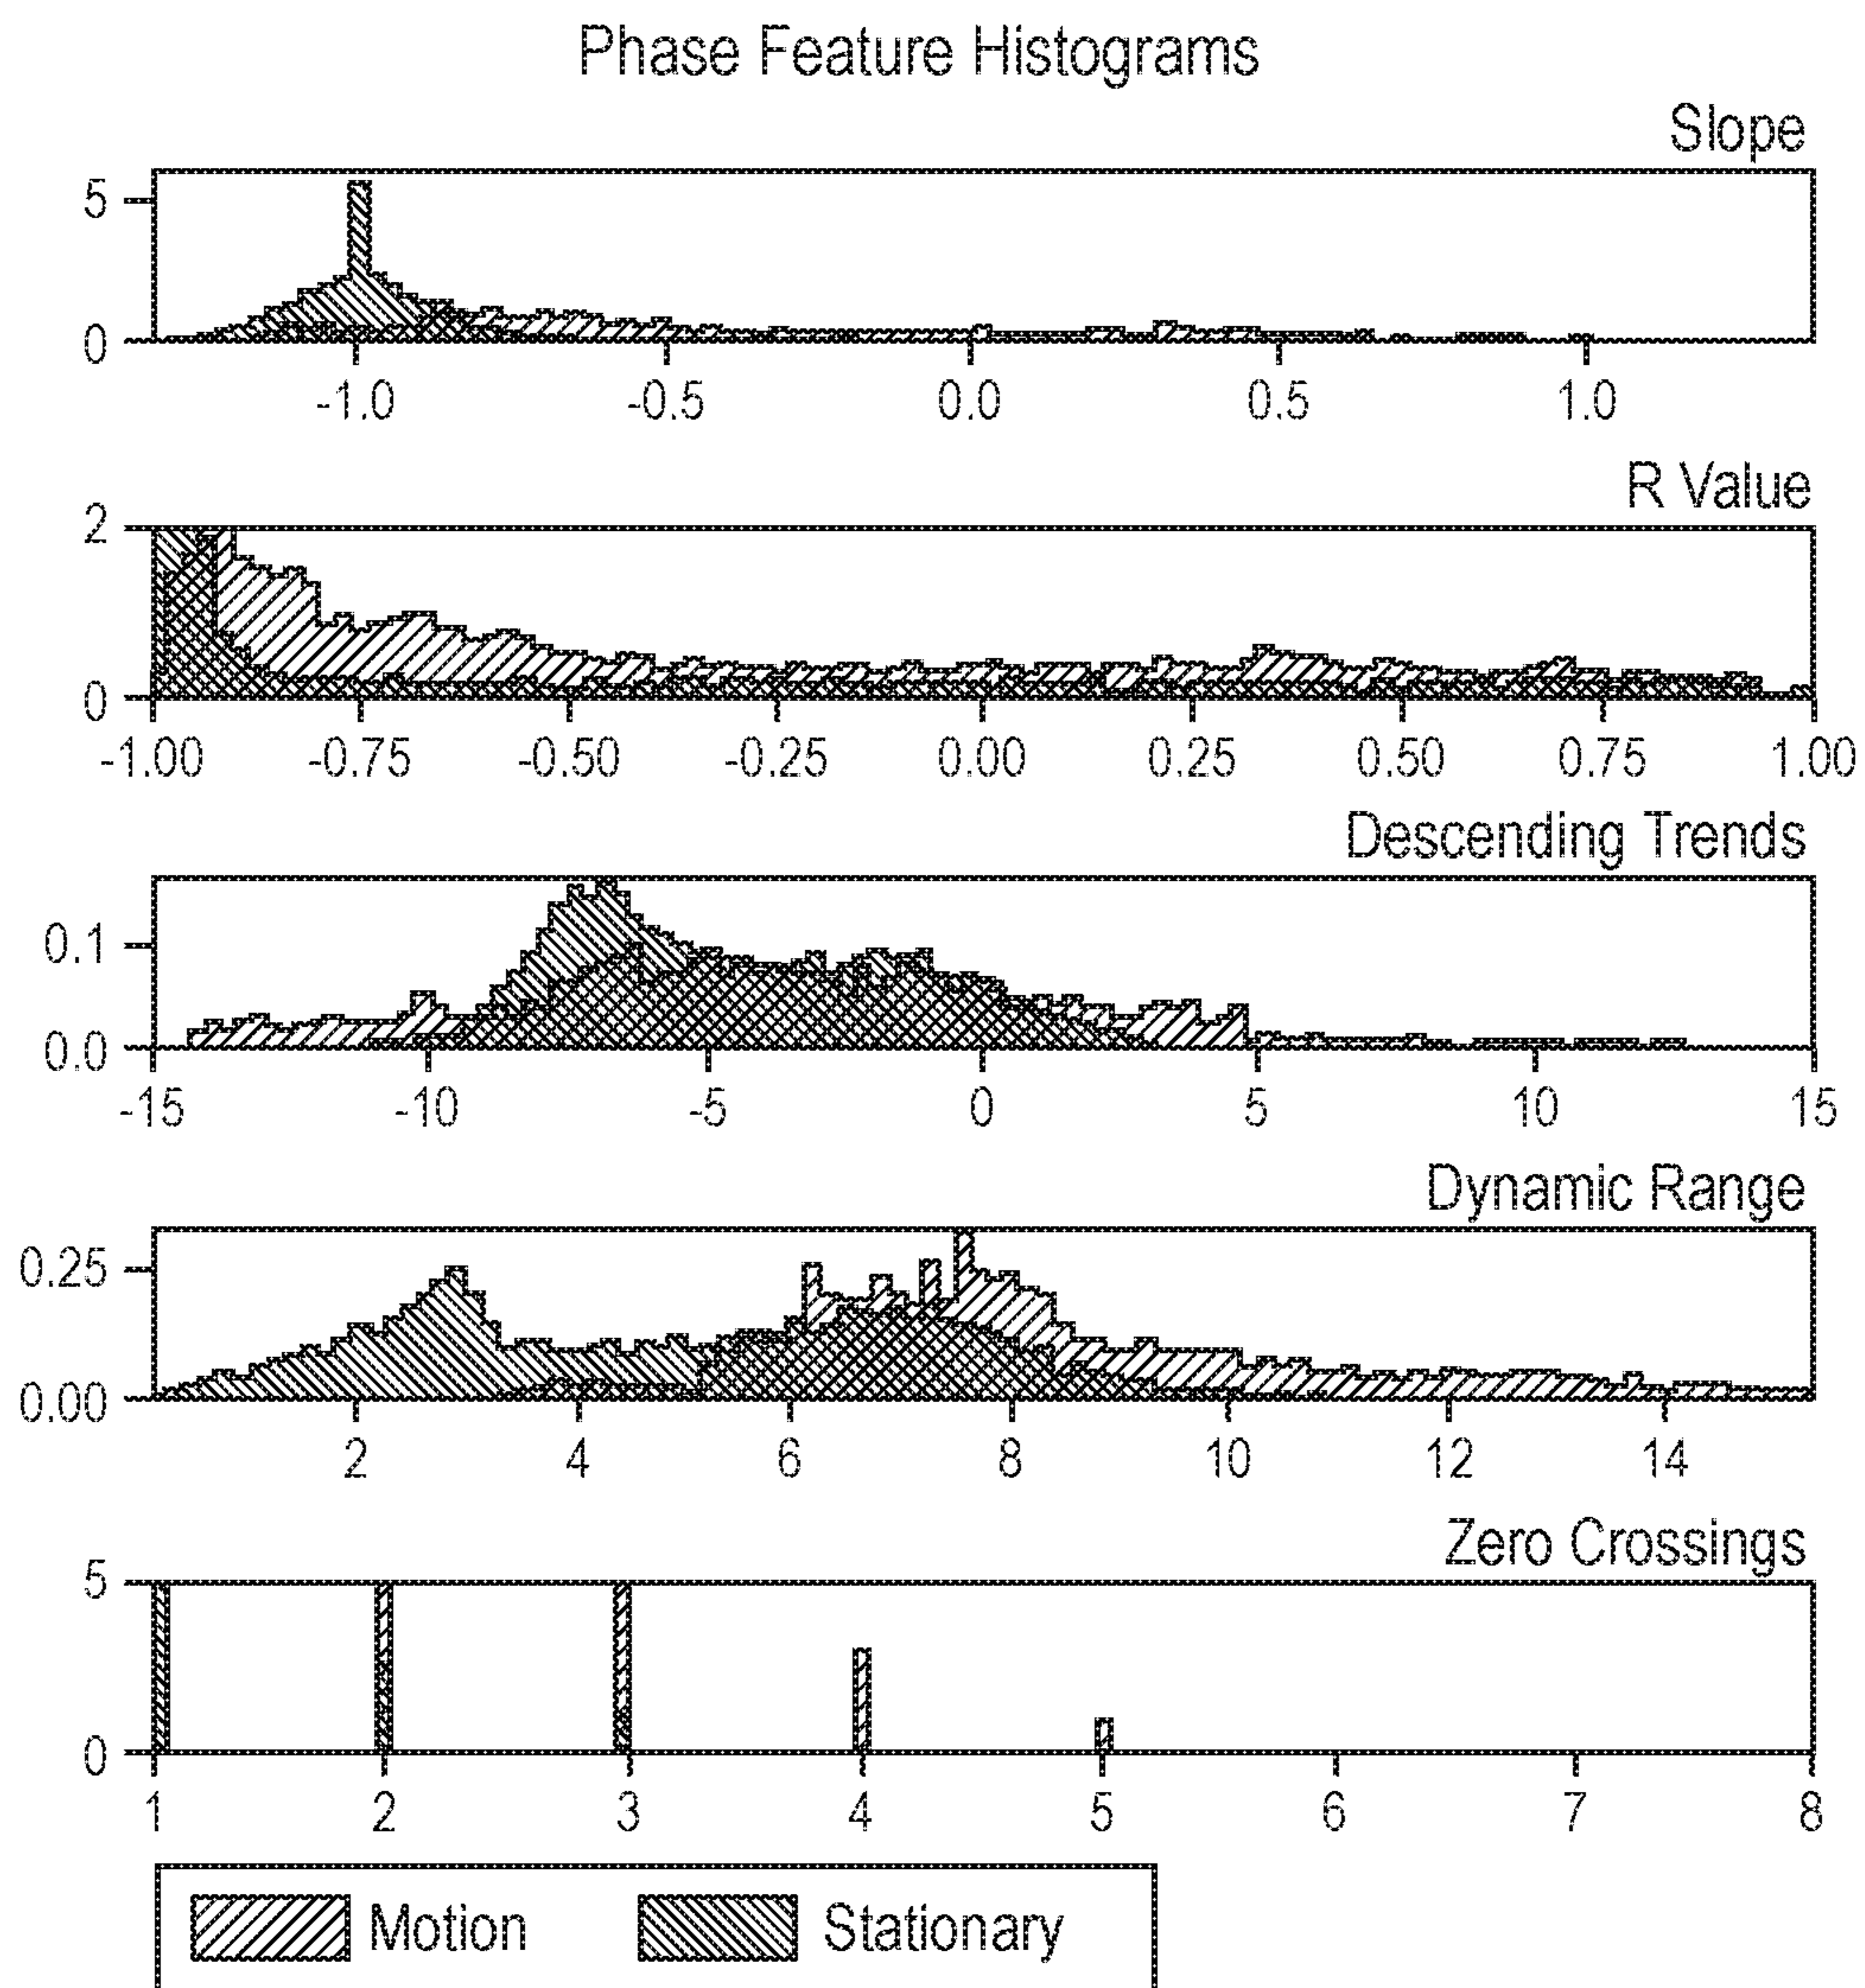 Phase Feature Histograms
Slope
5
0
-1.0 -0.5 0.0 0.5 1.0
R Value
2
0
-1.00 -0.75 -0.50 -0.25 0.00 0.25 0.50 0.75 1.00
Descending Trends
0.1
0.0
-15 -10 -5 0 5 10 15
Dynamic Range
0.25
0.00
2 4 6 8 10 12 14
Zero Crossings
5
0
1 2 3 4 5 6 7 8
Motion Stationary